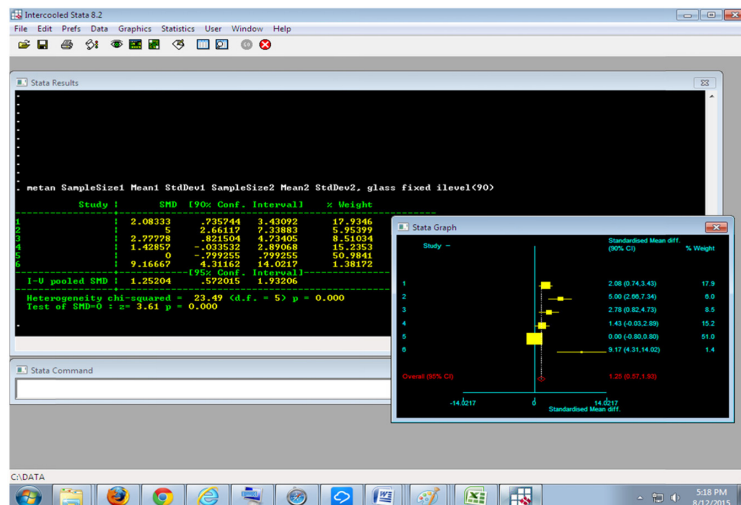 Intercooled Stata 8.2
File Edit Prefs Data Graphics Statistics User Window Help
Stata Results
. metan SampleSize1 Mean1 StdDev1 SampleSize2 Mean2 StdDev2, glass fixed ilevel(90)
Study | SMD [90% Conf. Interval] % Weight
1 | 2.08333 .735744 3.43092 17.9346
2 | 5 2.66117 7.33883 5.95399
3 | 2.77778 .821504 4.73405 8.51034
4 | 1.42857 -.033532 2.89068 15.2353
5 | 0 -.799255 .799255 50.9841
6 | 9.16667 4.31162 14.0217 1.38172
[95% Conf. Interval]
I-V pooled SMD | 1.25204 .572015 1.93206
Heterogeneity chi-squared = 23.49 (d.f. = 5) p = 0.000
Test of SMD=0 : z= 3.61 p = 0.000
.
Stata Graph
Study
Standardised Mean diff.
(90% CI)
% Weight
1 2.08 (0.74,3.43) 17.9
2 5.00 (2.66,7.34) 6.0
3 2.78 (0.82,4.73) 8.5
4 1.43 (-0.03,2.89) 15.2
5 0.00 (-0.80,0.80) 51.0
6 9.17 (4.31,14.02) 1.4
Overall (95% CI) 1.25 (0.57,1.93)
-14.0217 0 14.0217
Standardised Mean diff.
Stata Command
C:\DATA
5:18 PM
8/12/2015